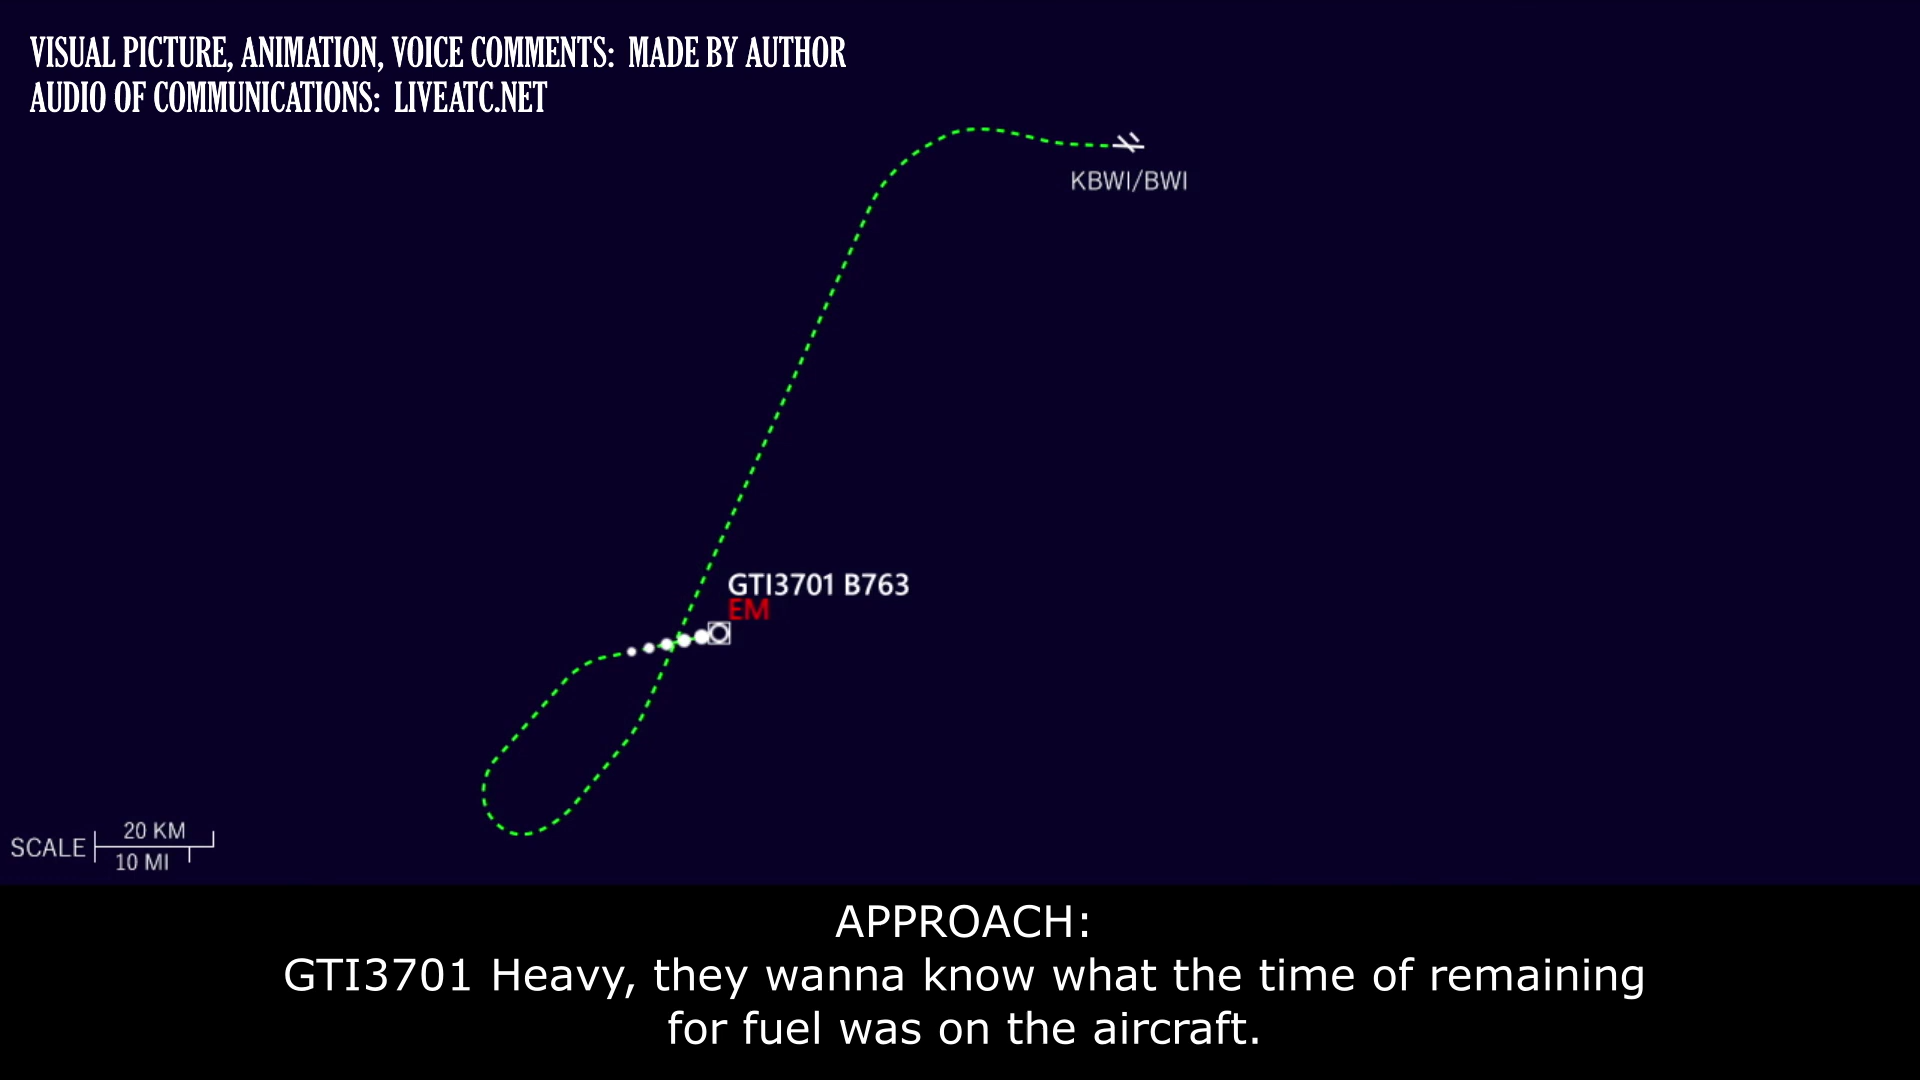 VISUAL PICTURE, ANIMATION, VOICE COMMENTS: MADE BY AUTHOR
AUDIO OF COMMUNICATIONS: LIVEATC.NET
KBWI/BWI
GTI3701 B763
EM
20 KM
SCALE
10 MI
APPROACH:
GTI3701 Heavy, they wanna know what the time of remaining
for fuel was on the aircraft.